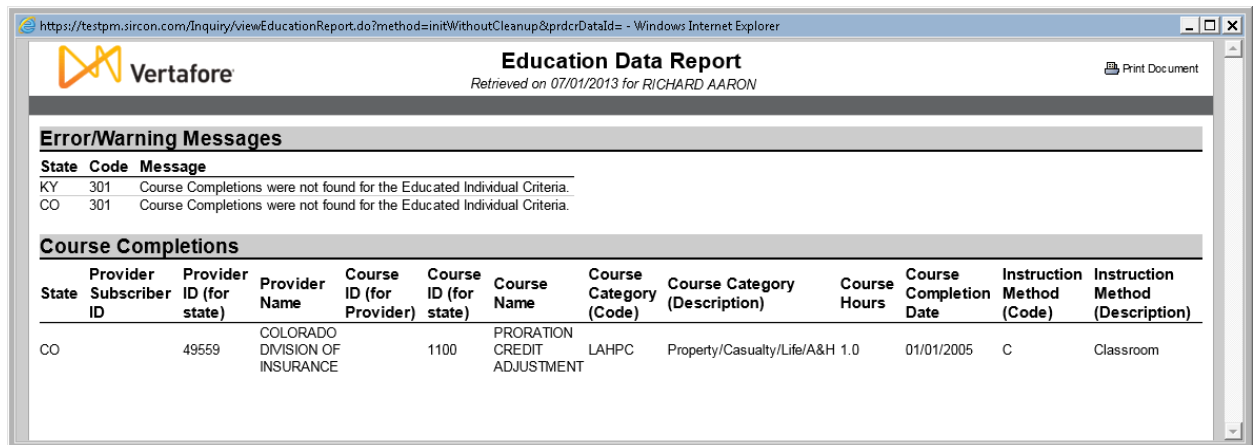 https://testpm.sircon.com/Inquiry/viewEducationReport.do?method=initWithoutCleanup&prdcrDataId= - Windows Internet Explorer
Vertafore
Education Data Report
Print Document
Retrieved on 07/01/2013 for RICHARD AARON
Error/Warning Messages
State Code Message
KY 301 Course Completions were not found for the Educated Individual Criteria.
CO 301 Course Completions were not found for the Educated Individual Criteria.
Course Completions
State Provider Subscriber ID Provider ID (for state) Provider Name Course ID (for Provider) Course ID (for state) Course Name Course Category (Code) Course Category (Description) Course Hours Course Completion Date Instruction Method (Code) Instruction Method (Description)
CO 49559 COLORADO DIVISION OF INSURANCE 1100 PRORATION CREDIT ADJUSTMENT LAHPC Property/Casualty/Life/A&H 1.0 01/01/2005 C Classroom